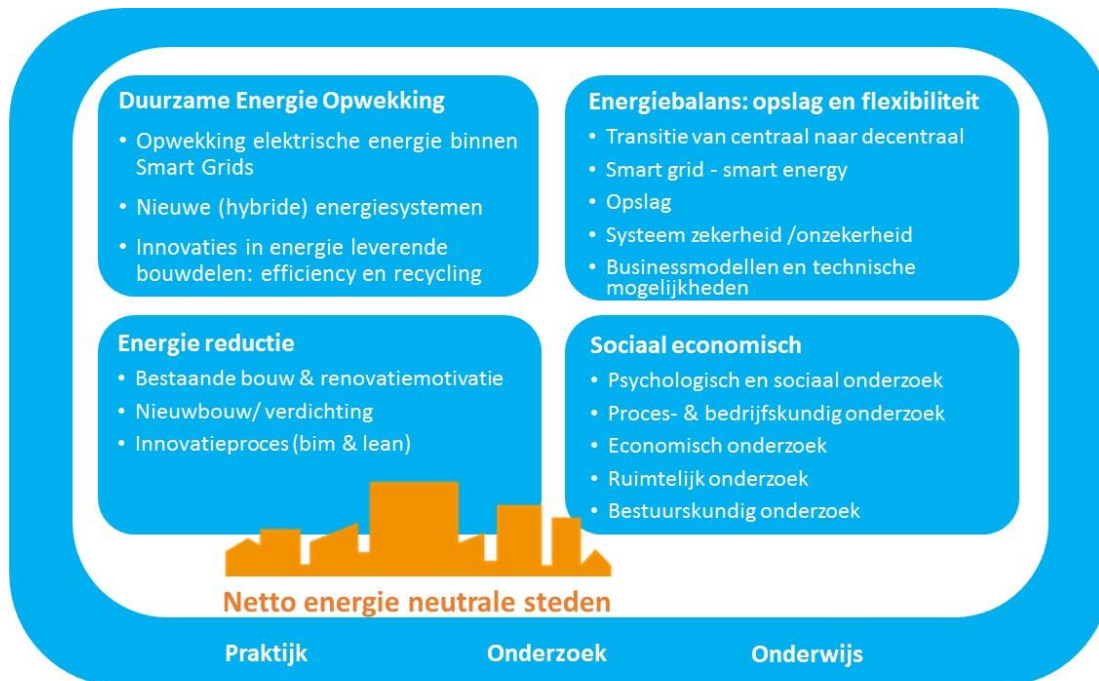 Duurzame Energie Opwekking
• Opwekking elektrische energie binnen
Smart Grids
• Nieuwe (hybride) energiesystemen
• Innovaties in energie leverende
bouwdelen: efficiency en recycling
Energiebalans: opslag en flexibiliteit
• Transitie van centraal naar decentraal
• Smart grid - smart energy
• Opslag
• Systeem zekerheid /onzekerheid
• Businessmodellen en technische
mogelijkheden
Energie reductie
• Bestaande bouw & renovatiemotivatie
• Nieuwbouw/ verdichting
• Innovatieproces (bim & lean)
Sociaal economisch
• Psychologisch en sociaal onderzoek
• Proces- & bedrijfskundig onderzoek
• Economisch onderzoek
• Ruimtelijk onderzoek
• Bestuurskundig onderzoek
Netto energie neutrale steden
Praktijk Onderzoek Onderwijs